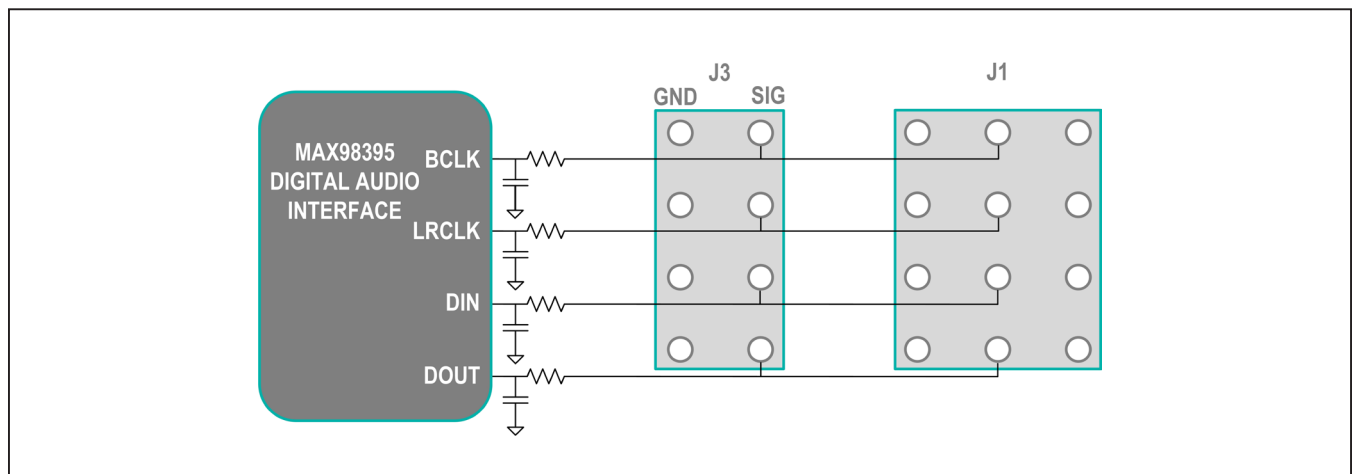 J3
J1
GND
SIG
MAX98395
DIGITAL AUDIO
INTERFACE
BCLK
LRCLK
DIN
DOUT